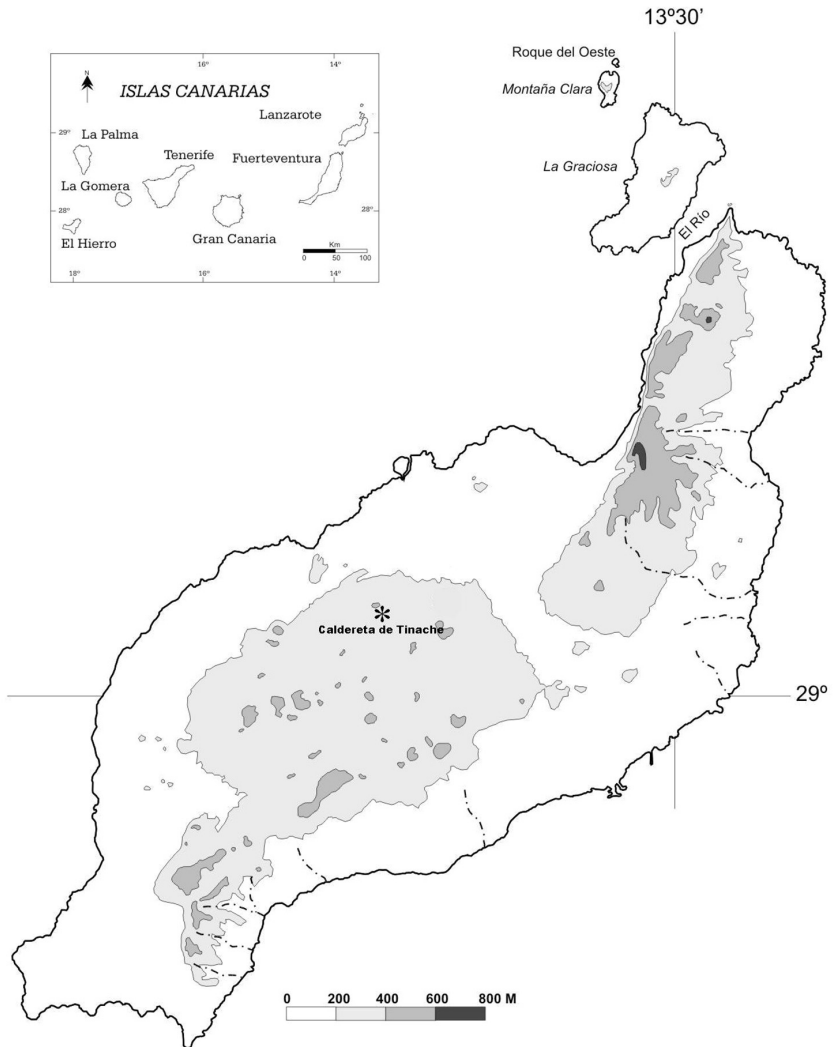 13º30’
Roque del Oeste
Montaña Clara
La Graciosa
El Río
16º
14º
N
ISLAS CANARIAS
Lanzarote
29º
La Palma
Tenerife
Fuerteventura
La Gomera
28º
28º
El Hierro
Gran Canaria
Km
0 50 100
18º
16º
14º
Caldereta de Tinache
29º
0 200 400 600 800 M